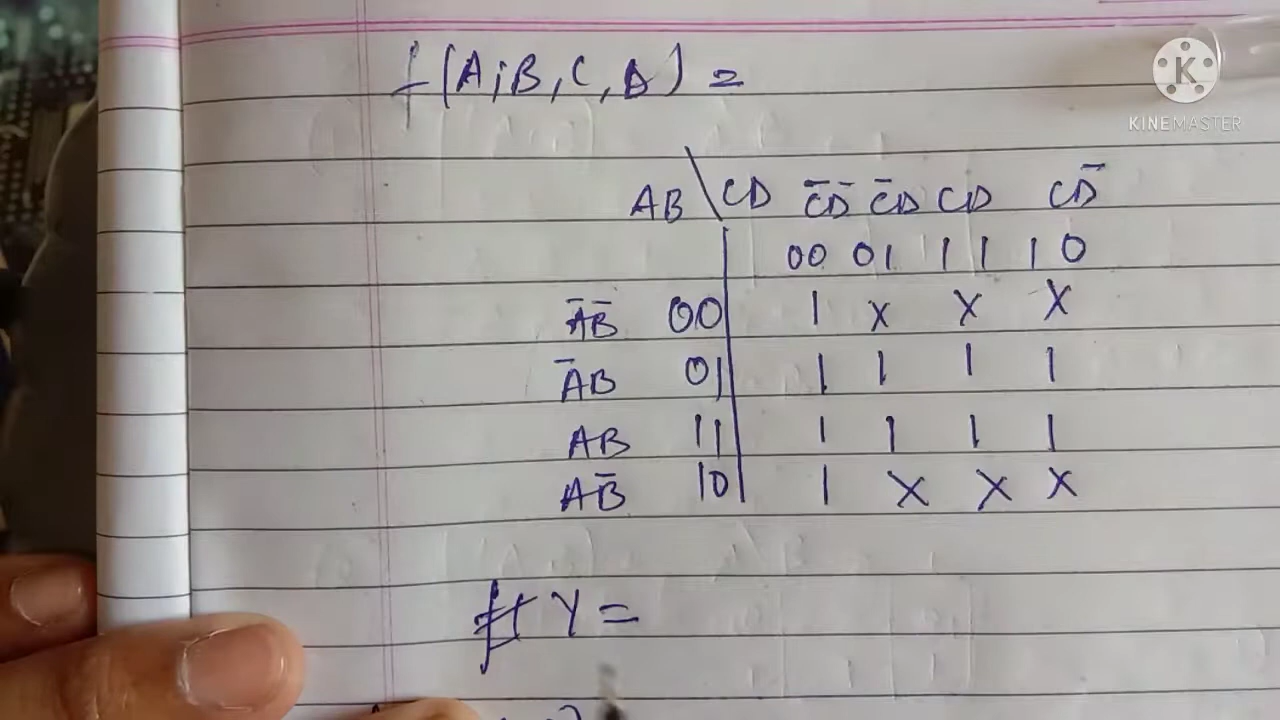 f(A,B,C,D) =
K
KINEMASTER
AB \ CD C̄D̄ C̄D CD CD̄
00 01 11 10
ĀB̄ 00 1 X X X
ĀB 01 1 1 1 1
AB 11 1 1 1 1
AB̄ 10 1 X X X
Y =